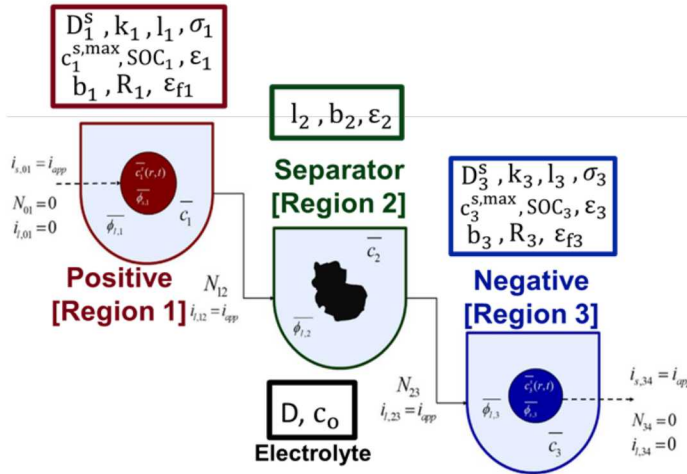 D₁ˢ , k₁ , l₁ , σ₁
c₁ˢ,ᵐᵃˣ, SOC₁ , ε₁
b₁ , R₁, ε_f1
l₂ , b₂ , ε₂
Separator
[Region 2]
D₃ˢ , k₃ , l₃ , σ₃
c₃ˢ,ᵐᵃˣ, SOC₃ , ε₃
b₃ , R₃, ε_f3
i_s,01 = i_app
N₀₁=0
i_l,01 = 0
c̅₁ˢ(r,t)
ϕ̅_s,1
ϕ̅_l,1
c̅₁
Positive
[Region 1]
N₁₂
i_l,12 = i_app
c̅₂
ϕ̅_l,2
Negative
[Region 3]
D, c₀
Electrolyte
N₂₃
i_l,23 = i_app
c̅₃ˢ(r,t)
ϕ̅_s,3
ϕ̅_l,3
c̅₃
i_s,34 = i_ap
N₃₄=0
i_l,34 = 0